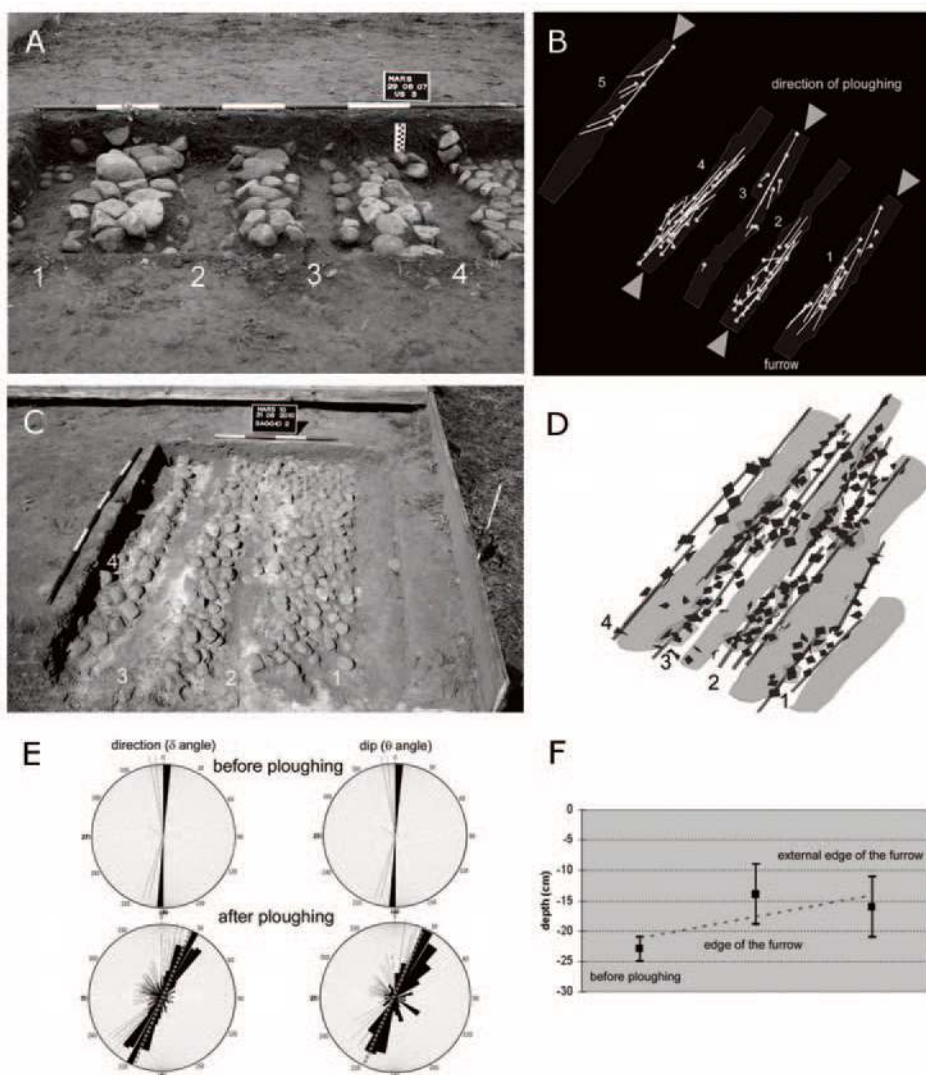 A
MARS
29 08 07
US 3
1 2 3 4
B
5
direction of ploughing
4
3
2
1
furrow
C
MARS 10
31 08 2010
SAGGIO 2
4
3 2 1
D
4
3
2
1
E
direction (δ angle)
dip (θ angle)
before ploughing
after ploughing
F
depth (cm)
0
-5
-10
-15
-20
-25
-30
external edge of the furrow
edge of the furrow
before ploughing